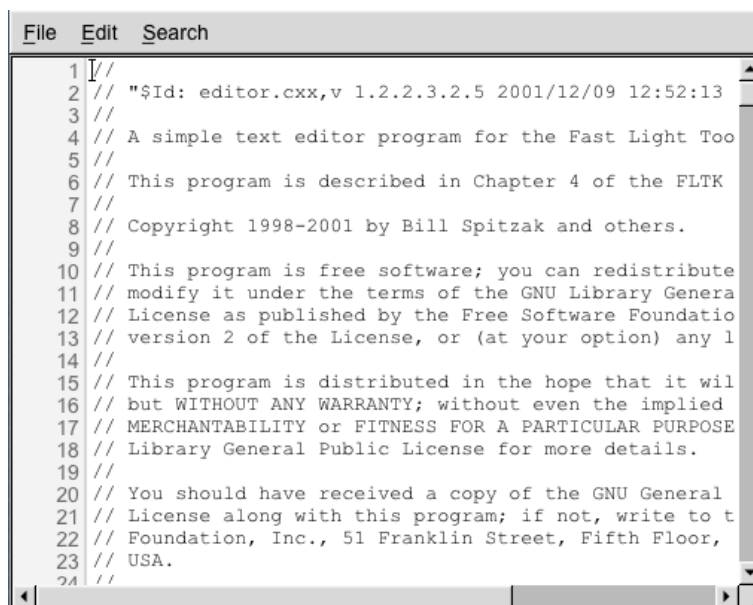 File Edit Search
1 //
2 // "$Id: editor.cxx,v 1.2.2.3.2.5 2001/12/09 12:52:13
3 //
4 // A simple text editor program for the Fast Light Too
5 //
6 // This program is described in Chapter 4 of the FLTK
7 //
8 // Copyright 1998-2001 by Bill Spitzak and others.
9 //
10 // This program is free software; you can redistribute
11 // modify it under the terms of the GNU Library Genera
12 // License as published by the Free Software Foundatio
13 // version 2 of the License, or (at your option) any l
14 //
15 // This program is distributed in the hope that it wil
16 // but WITHOUT ANY WARRANTY; without even the implied
17 // MERCHANTABILITY or FITNESS FOR A PARTICULAR PURPOSE
18 // Library General Public License for more details.
19 //
20 // You should have received a copy of the GNU General
21 // License along with this program; if not, write to t
22 // Foundation, Inc., 51 Franklin Street, Fifth Floor,
23 // USA.
24 //